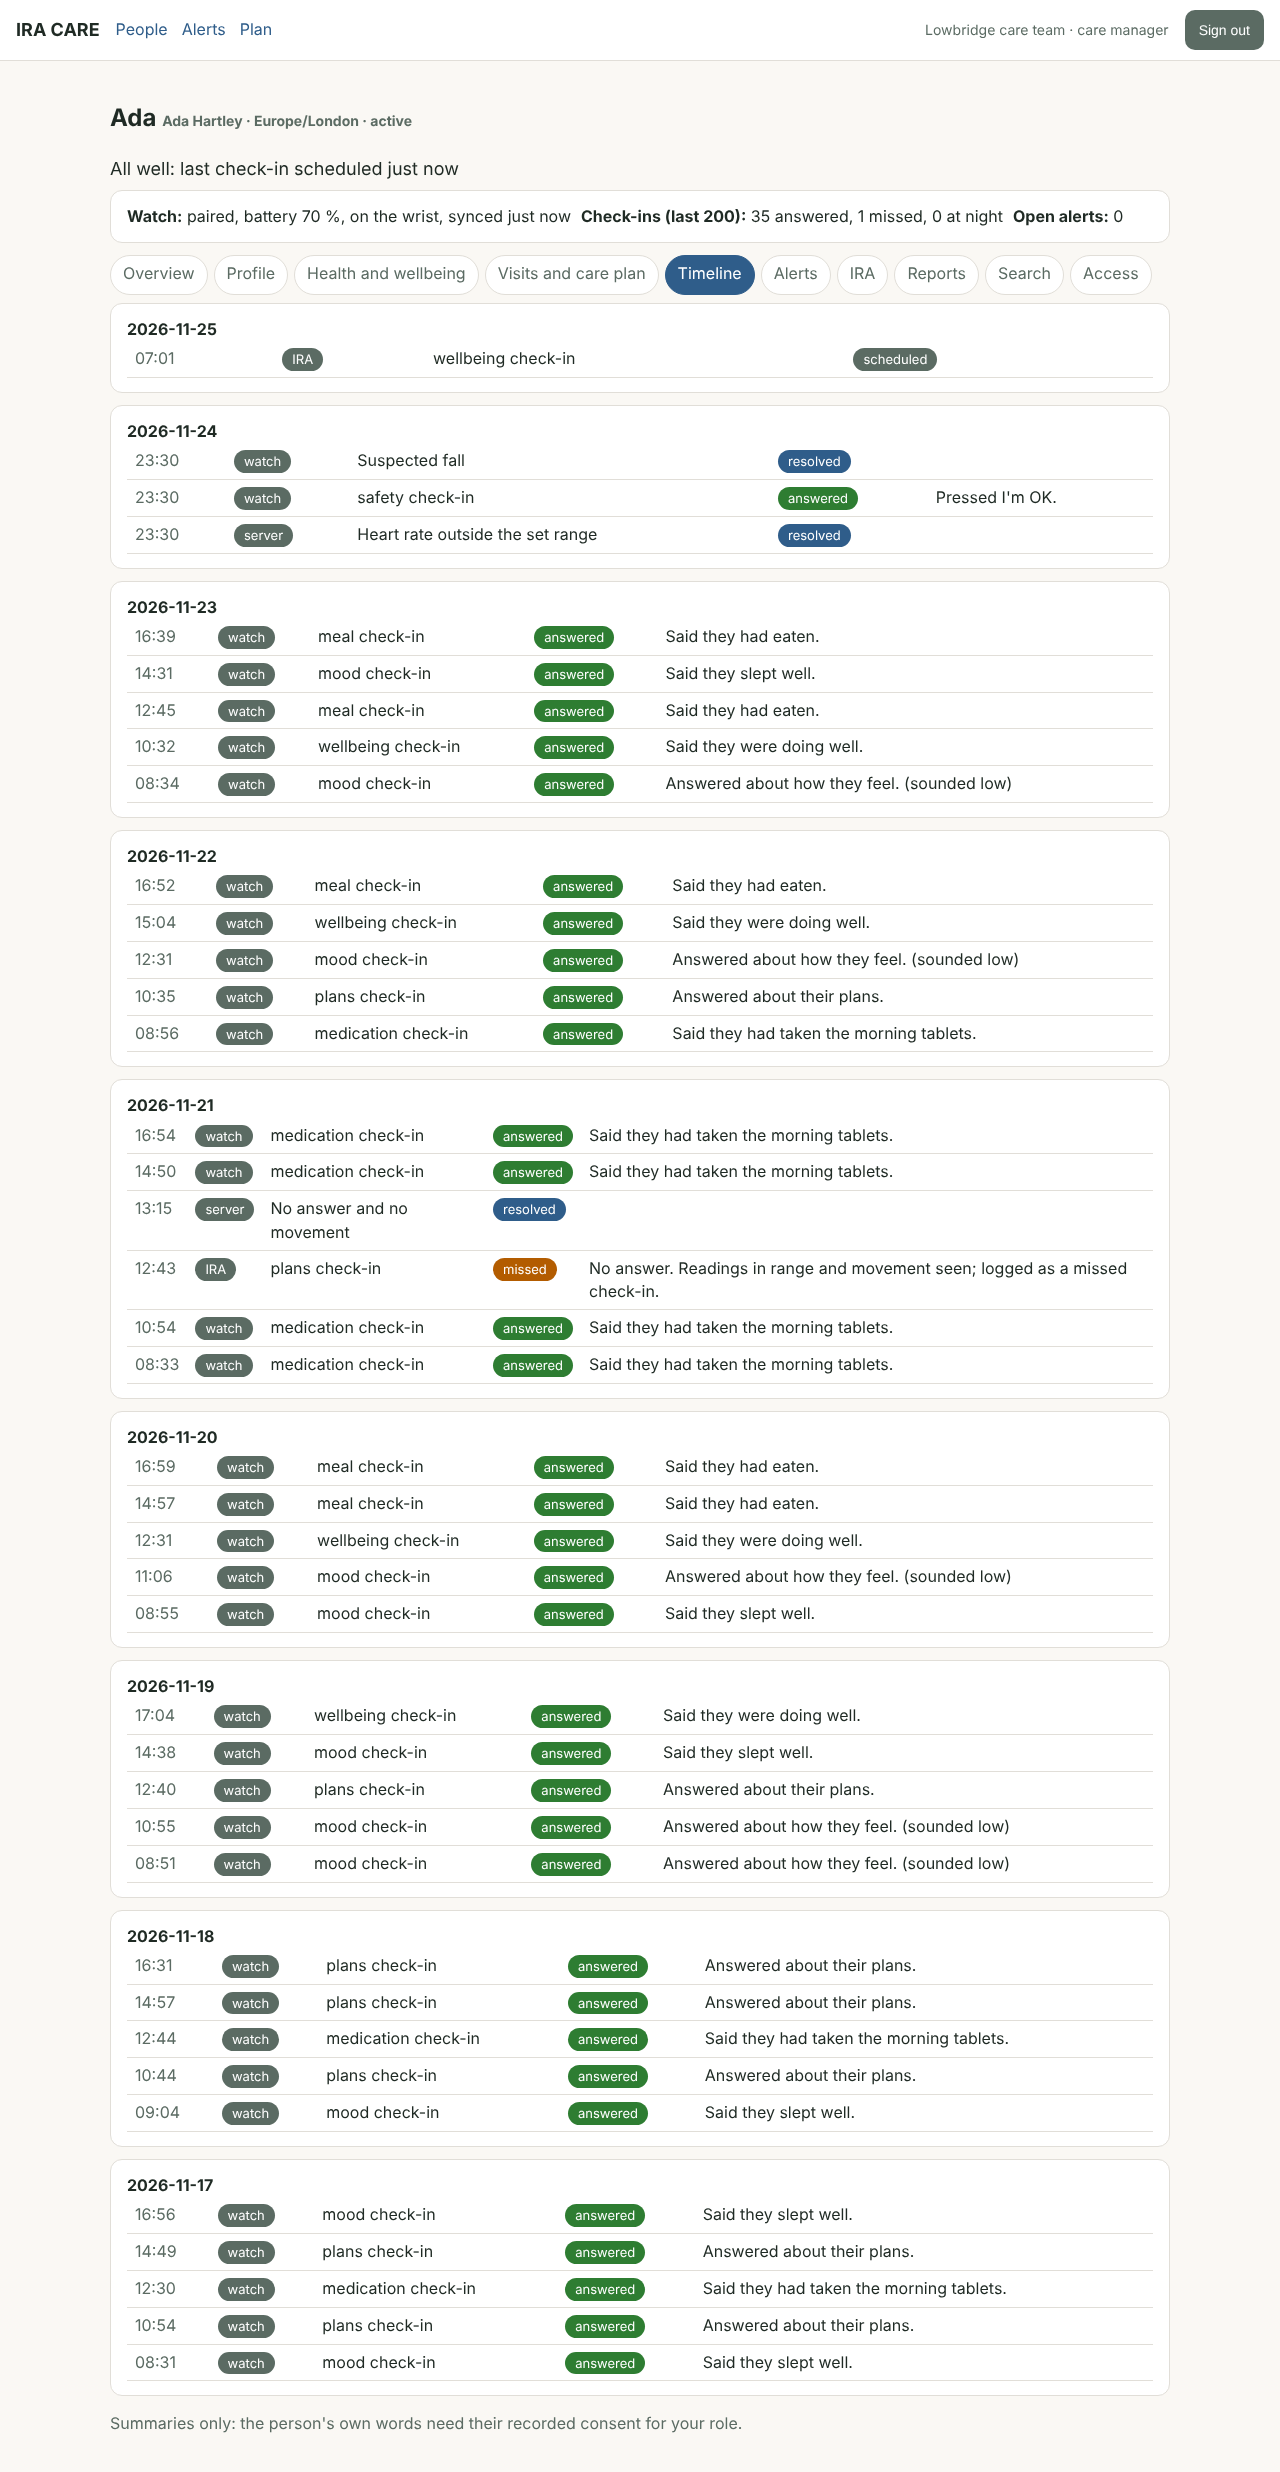 IRA CARE People Alerts Plan Lowbridge care team · care manager Sign out
Ada Ada Hartley · Europe/London · active
All well: last check-in scheduled just now
Watch: paired, battery 70 %, on the wrist, synced just now Check-ins (last 200): 35 answered, 1 missed, 0 at night Open alerts: 0
Overview Profile Health and wellbeing Visits and care plan Timeline Alerts IRA Reports Search Access
2026-11-25
07:01 IRA wellbeing check-in scheduled
2026-11-24
23:30 watch Suspected fall resolved
23:30 watch safety check-in answered Pressed I'm OK.
23:30 server Heart rate outside the set range resolved
2026-11-23
16:39 watch meal check-in answered Said they had eaten.
14:31 watch mood check-in answered Said they slept well.
12:45 watch meal check-in answered Said they had eaten.
10:32 watch wellbeing check-in answered Said they were doing well.
08:34 watch mood check-in answered Answered about how they feel. (sounded low)
2026-11-22
16:52 watch meal check-in answered Said they had eaten.
15:04 watch wellbeing check-in answered Said they were doing well.
12:31 watch mood check-in answered Answered about how they feel. (sounded low)
10:35 watch plans check-in answered Answered about their plans.
08:56 watch medication check-in answered Said they had taken the morning tablets.
2026-11-21
16:54 watch medication check-in answered Said they had taken the morning tablets.
14:50 watch medication check-in answered Said they had taken the morning tablets.
13:15 server No answer and no resolved
movement
12:43 IRA plans check-in missed No answer. Readings in range and movement seen; logged as a missed
check-in.
10:54 watch medication check-in answered Said they had taken the morning tablets.
08:33 watch medication check-in answered Said they had taken the morning tablets.
2026-11-20
16:59 watch meal check-in answered Said they had eaten.
14:57 watch meal check-in answered Said they had eaten.
12:31 watch wellbeing check-in answered Said they were doing well.
11:06 watch mood check-in answered Answered about how they feel. (sounded low)
08:55 watch mood check-in answered Said they slept well.
2026-11-19
17:04 watch wellbeing check-in answered Said they were doing well.
14:38 watch mood check-in answered Said they slept well.
12:40 watch plans check-in answered Answered about their plans.
10:55 watch mood check-in answered Answered about how they feel. (sounded low)
08:51 watch mood check-in answered Answered about how they feel. (sounded low)
2026-11-18
16:31 watch plans check-in answered Answered about their plans.
14:57 watch plans check-in answered Answered about their plans.
12:44 watch medication check-in answered Said they had taken the morning tablets.
10:44 watch plans check-in answered Answered about their plans.
09:04 watch mood check-in answered Said they slept well.
2026-11-17
16:56 watch mood check-in answered Said they slept well.
14:49 watch plans check-in answered Answered about their plans.
12:30 watch medication check-in answered Said they had taken the morning tablets.
10:54 watch plans check-in answered Answered about their plans.
08:31 watch mood check-in answered Said they slept well.
Summaries only: the person's own words need their recorded consent for your role.